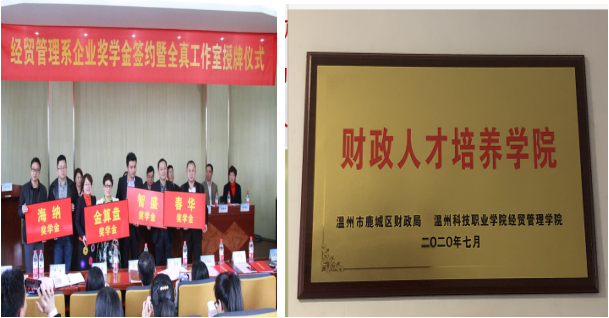 经贸管理系企业奖学金签约暨全真工作室授牌仪式
海纳
奖学金
金算盘
奖学金
智盛
奖学金
春华
奖学金
财政人才培养学院
温州市鹿城区财政局 温州科技职业学院经贸管理学院
二〇二〇年七月